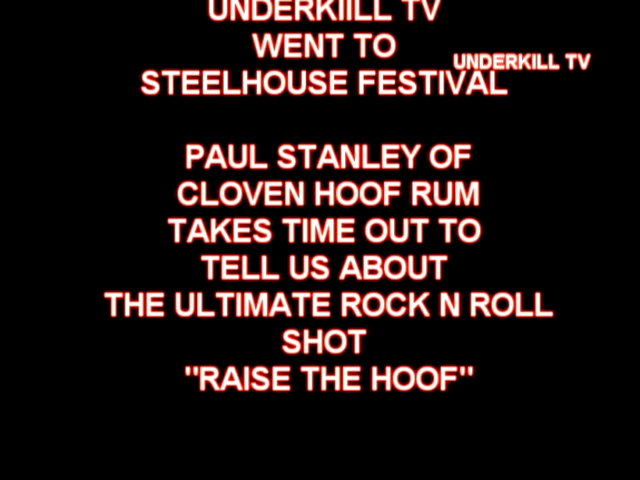 UNDERKIILL TV
WENT TO
UNDERKILL TV
STEELHOUSE FESTIVAL
PAUL STANLEY OF
CLOVEN HOOF RUM
TAKES TIME OUT TO
TELL US ABOUT
THE ULTIMATE ROCK N ROLL
SHOT
"RAISE THE HOOF"